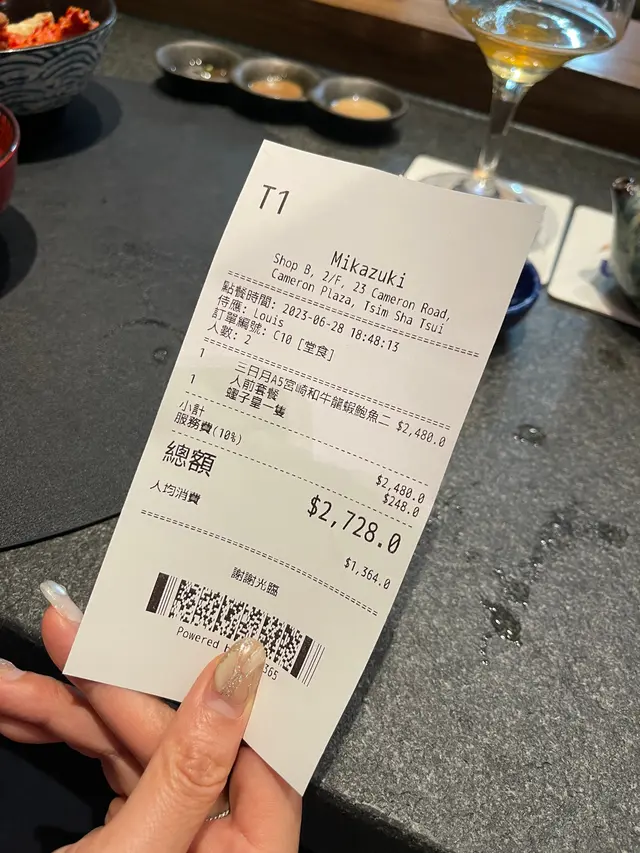 T1
Mikazuki
Shop B, 2/F, 23 Cameron Road,
Cameron Plaza, Tsim Sha Tsui
點餐時間: 2023-06-28 18:48:13
侍應: Louis
訂單編號: C10 [堂食]
人數: 2
1 三日月A5宮崎和牛龍蝦鮑魚二 $2,480.0
人前套餐
1 蟶子皇一隻
小計 $2,480.0
服務費(10%) $248.0
總額 $2,728.0
人均消費 $1,364.0
謝謝光臨
Powered 365